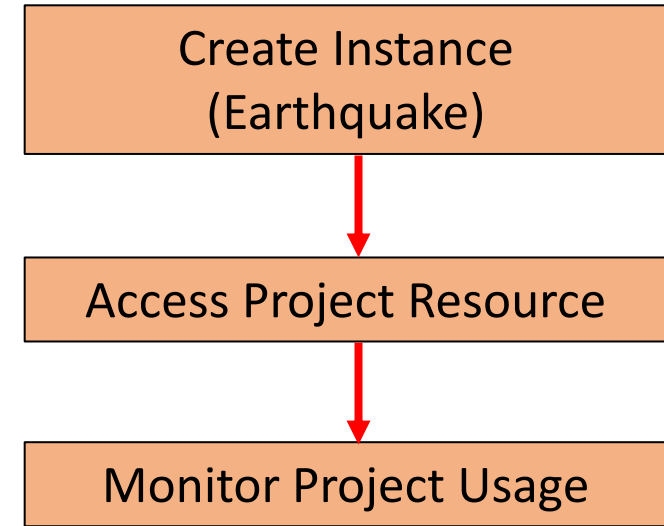 Create Instance
(Earthquake)
Access Project Resource
Monitor Project Usage